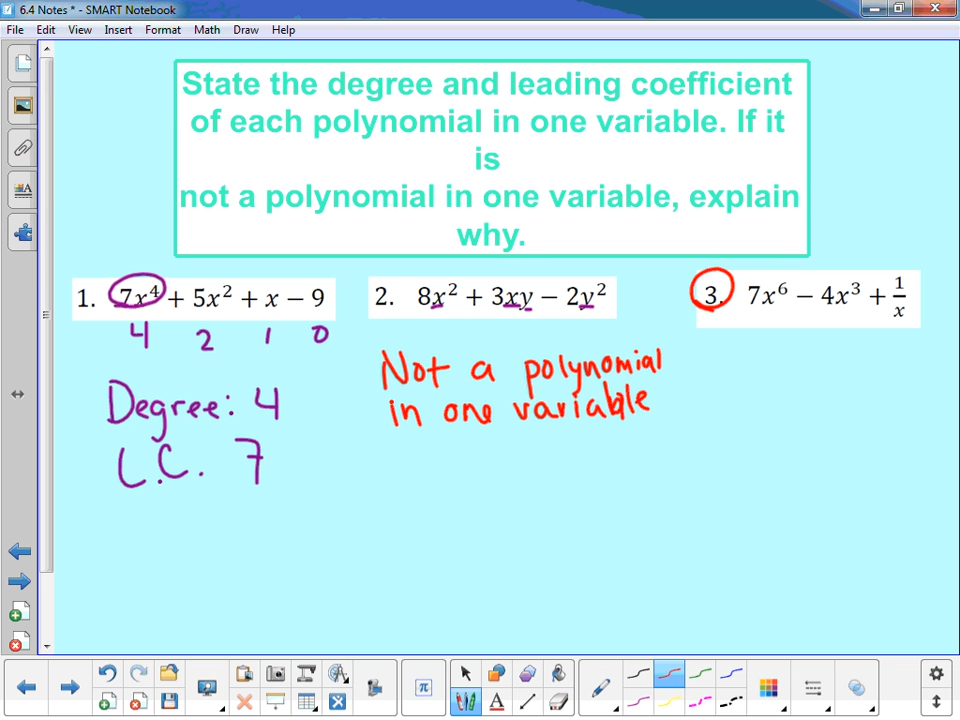 6.4 Notes * - SMART Notebook
File Edit View Insert Format Math Draw Help
State the degree and leading coefficient
of each polynomial in one variable. If it
is
not a polynomial in one variable, explain
why.
1. 7x⁴ + 5x² + x − 9
4 2 1 0
Degree: 4
L.C. 7
2. 8x² + 3xy − 2y²
Not a polynomial
in one variable
3. 7x⁶ − 4x³ + 1/x